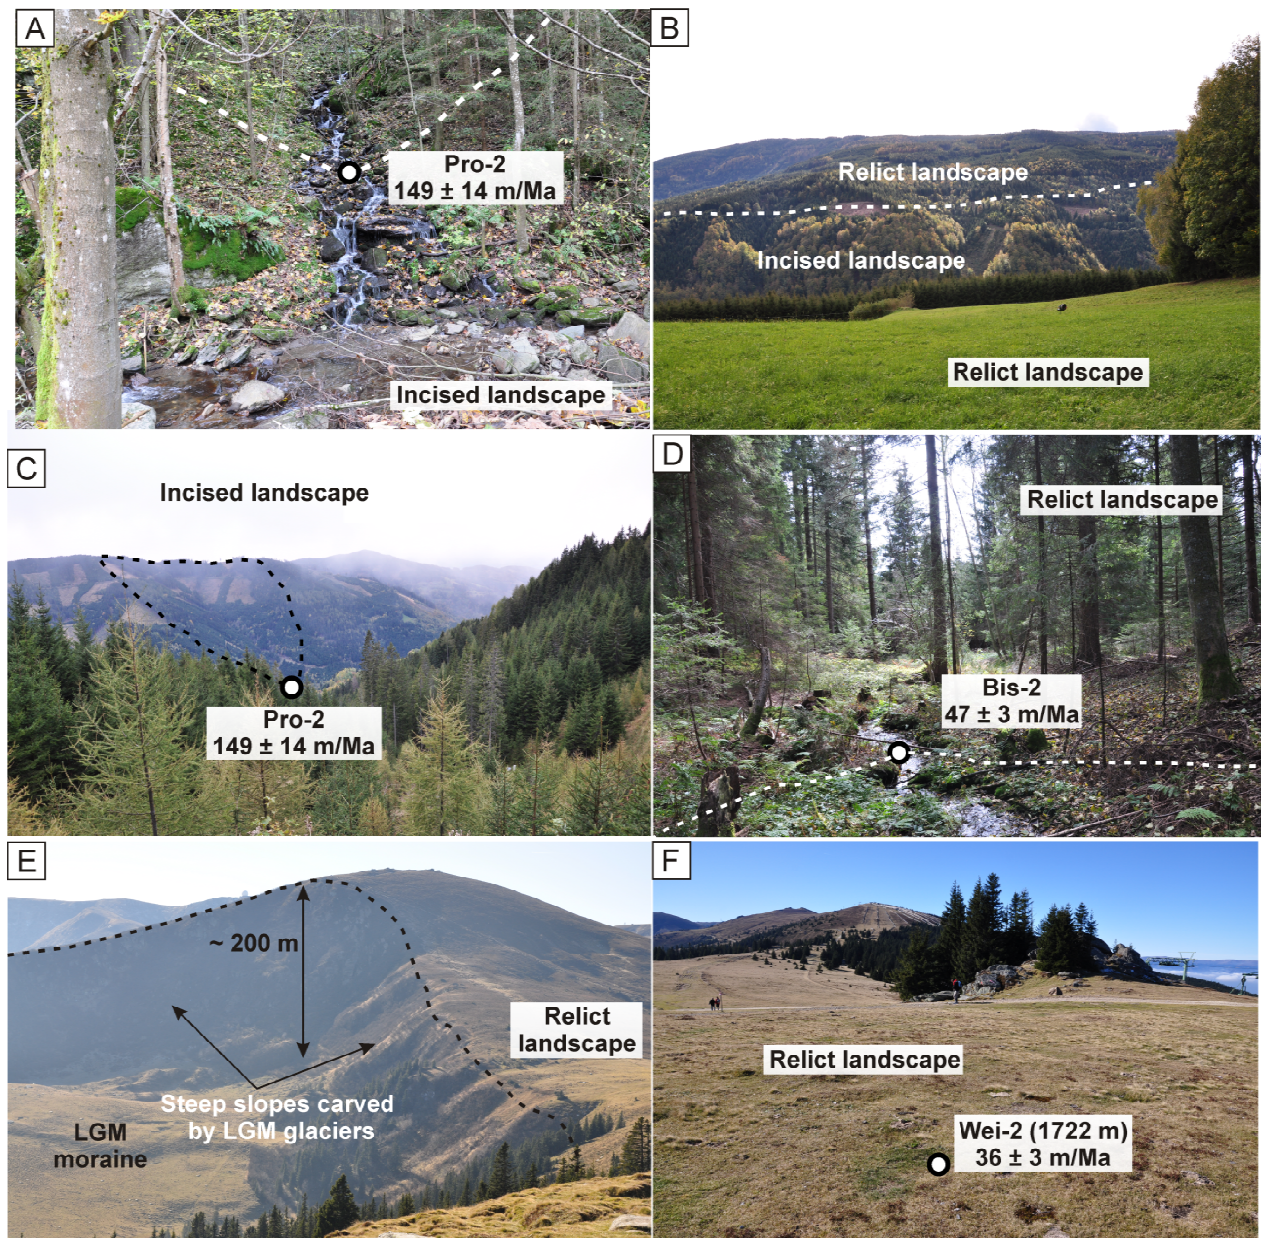 A
Pro-2
149 ± 14 m/Ma
Incised landscape
B
Relict landscape
Incised landscape
Relict landscape
C
Incised landscape
Pro-2
149 ± 14 m/Ma
D
Relict landscape
Bis-2
47 ± 3 m/Ma
E
~ 200 m
Relict
landscape
Steep slopes carved
by LGM glaciers
LGM
moraine
F
Relict landscape
Wei-2 (1722 m)
36 ± 3 m/Ma